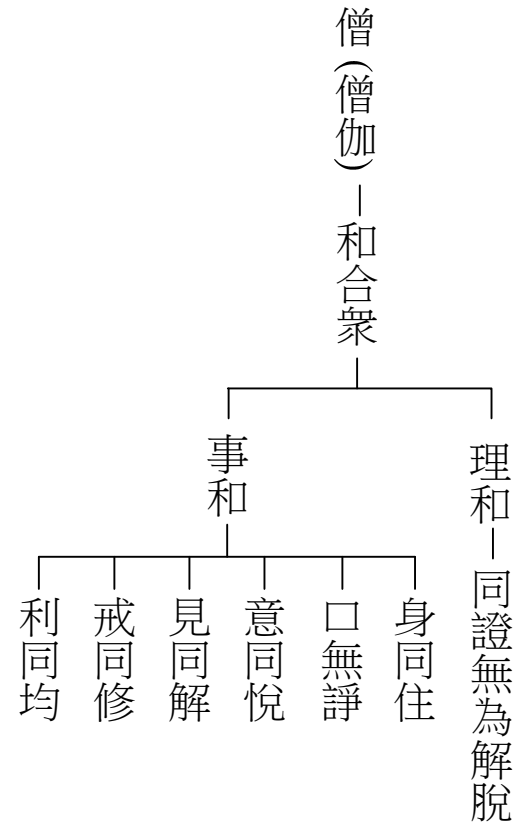 僧(僧伽)－和合衆
理和－同證無為解脫
事和
身同住
口無諍
意同悅
見同解
戒同修
利同均